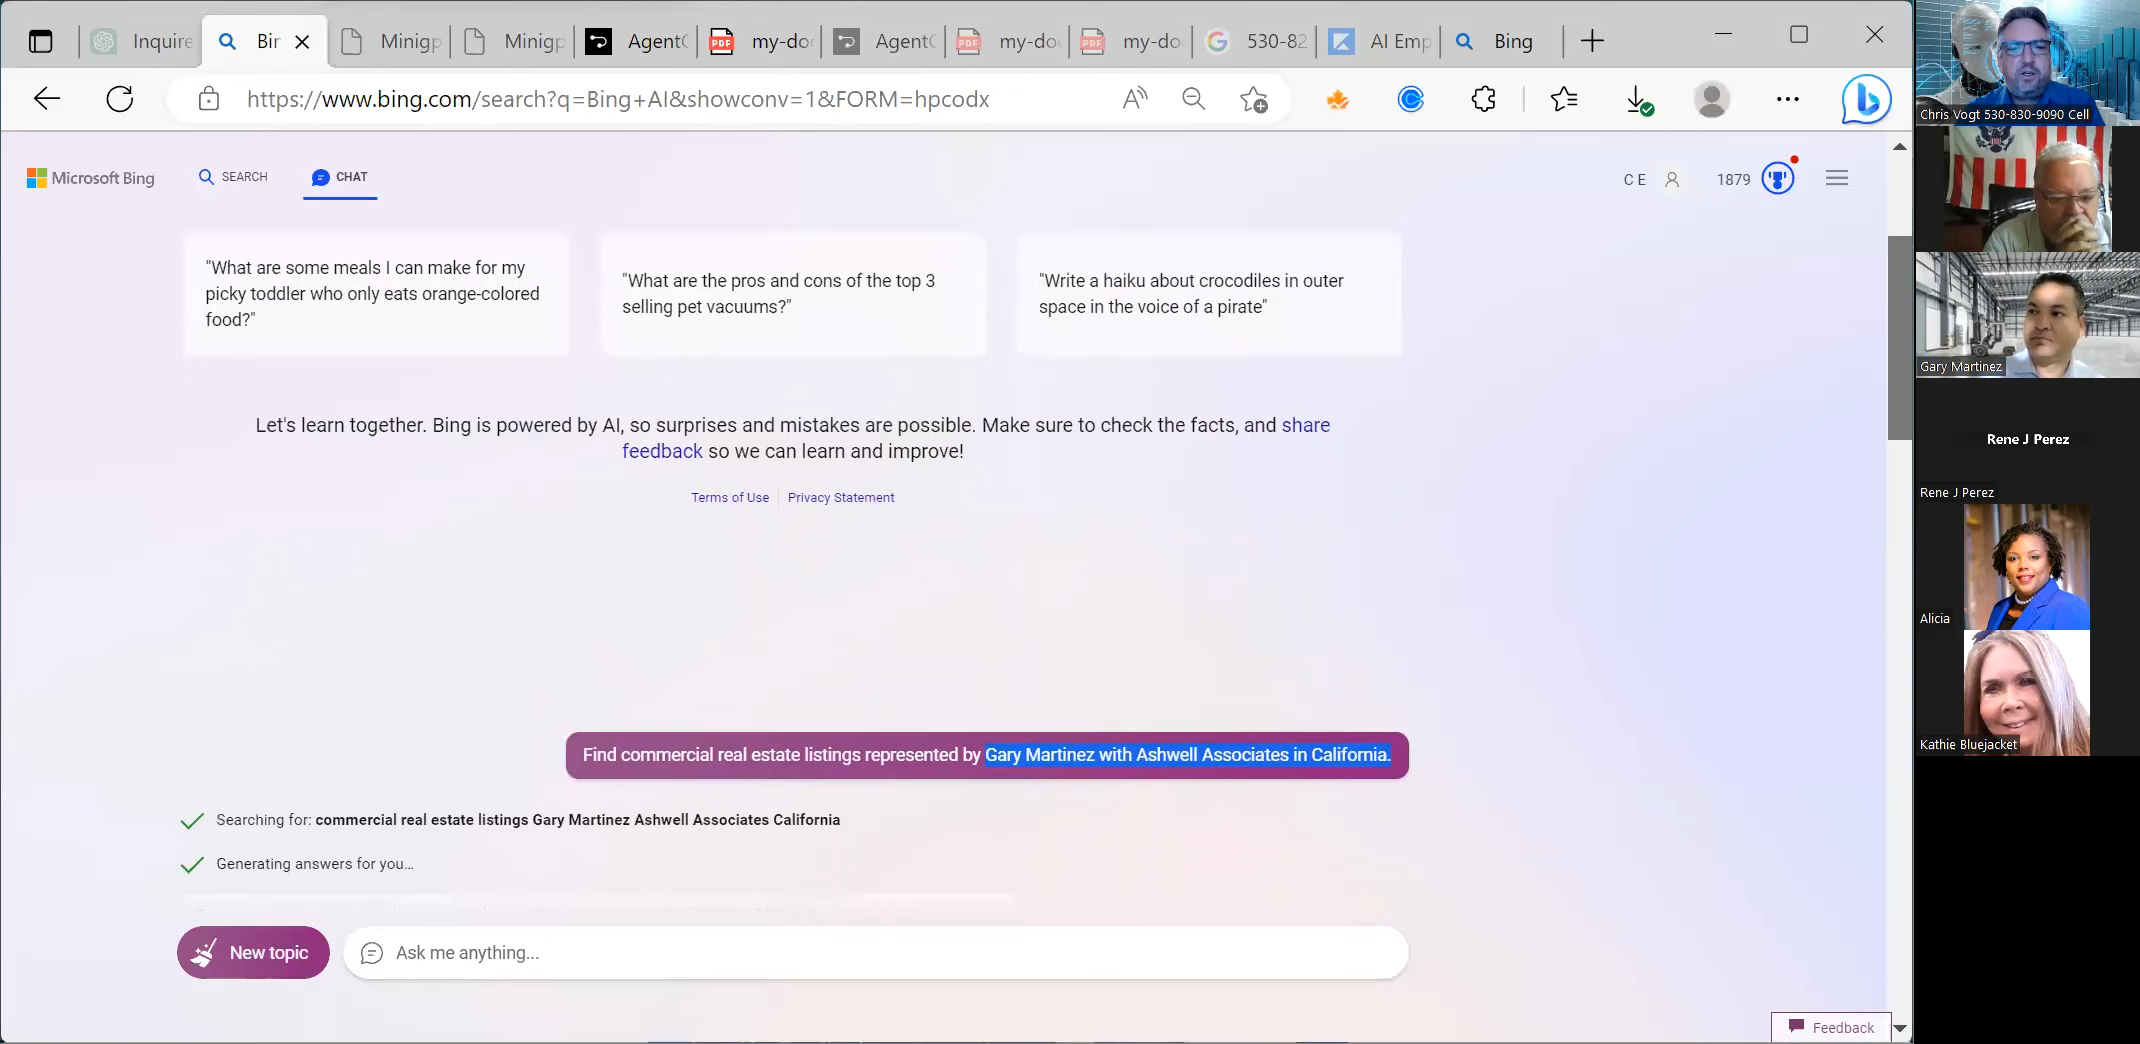 Inquire
Bin
Minigp
Minigp
AgentG
my-do
AgentG
my-do
my-do
530-82
AI Emp
Bing
https://www.bing.com/search?q=Bing+AI&showconv=1&FORM=hpcodx
Microsoft Bing
SEARCH
CHAT
C E
1879
"What are some meals I can make for my
picky toddler who only eats orange-colored
food?"
"What are the pros and cons of the top 3
selling pet vacuums?"
"Write a haiku about crocodiles in outer
space in the voice of a pirate"
Let's learn together. Bing is powered by AI, so surprises and mistakes are possible. Make sure to check the facts, and share
feedback so we can learn and improve!
Terms of Use
Privacy Statement
Find commercial real estate listings represented by Gary Martinez with Ashwell Associates in California.
Searching for: commercial real estate listings Gary Martinez Ashwell Associates California
Generating answers for you...
New topic
Ask me anything...
Feedback
Chris Vogt 530-830-9090 Cell
Gary Martinez
Rene J Perez
Rene J Perez
Alicia
Kathie Bluejacket